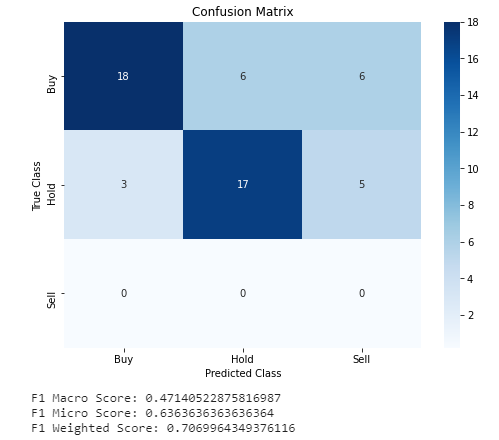 Confusion Matrix
18
Buy 18 6 6
16
14
12
True Class
Hold 3 17 5
10
8
6
Sell 0 0 0
4
2
Buy Hold Sell
Predicted Class
F1 Macro Score: 0.47140522875816987
F1 Micro Score: 0.6363636363636364
F1 Weighted Score: 0.7069964349376116